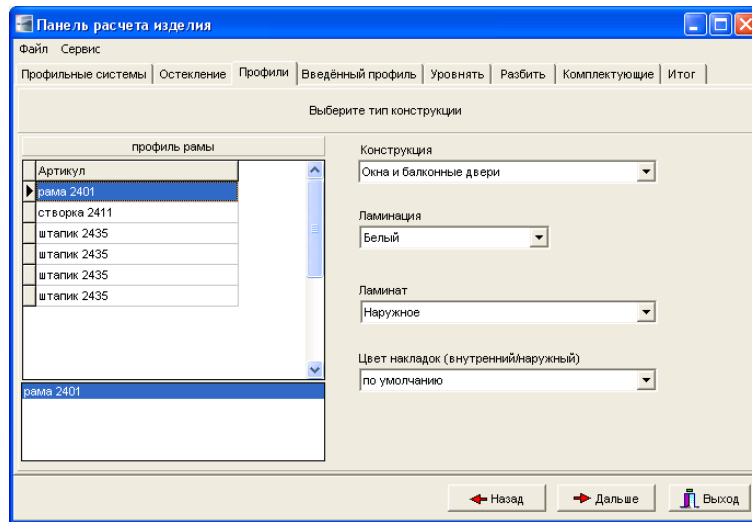 Панель расчета изделия
Файл Сервис
Профильные системы Остекление Профили Введённый профиль Уровнять Разбить Комплектующие Итог
Выберите тип конструкции
профиль рамы
Артикул
рама 2401
створка 2411
штапик 2435
штапик 2435
штапик 2435
штапик 2435
рама 2401
Конструкция
Окна и балконные двери
Ламинация
Белый
Ламинат
Наружное
Цвет накладок (внутренний/наружный)
по умолчанию
Назад Дальше Выход